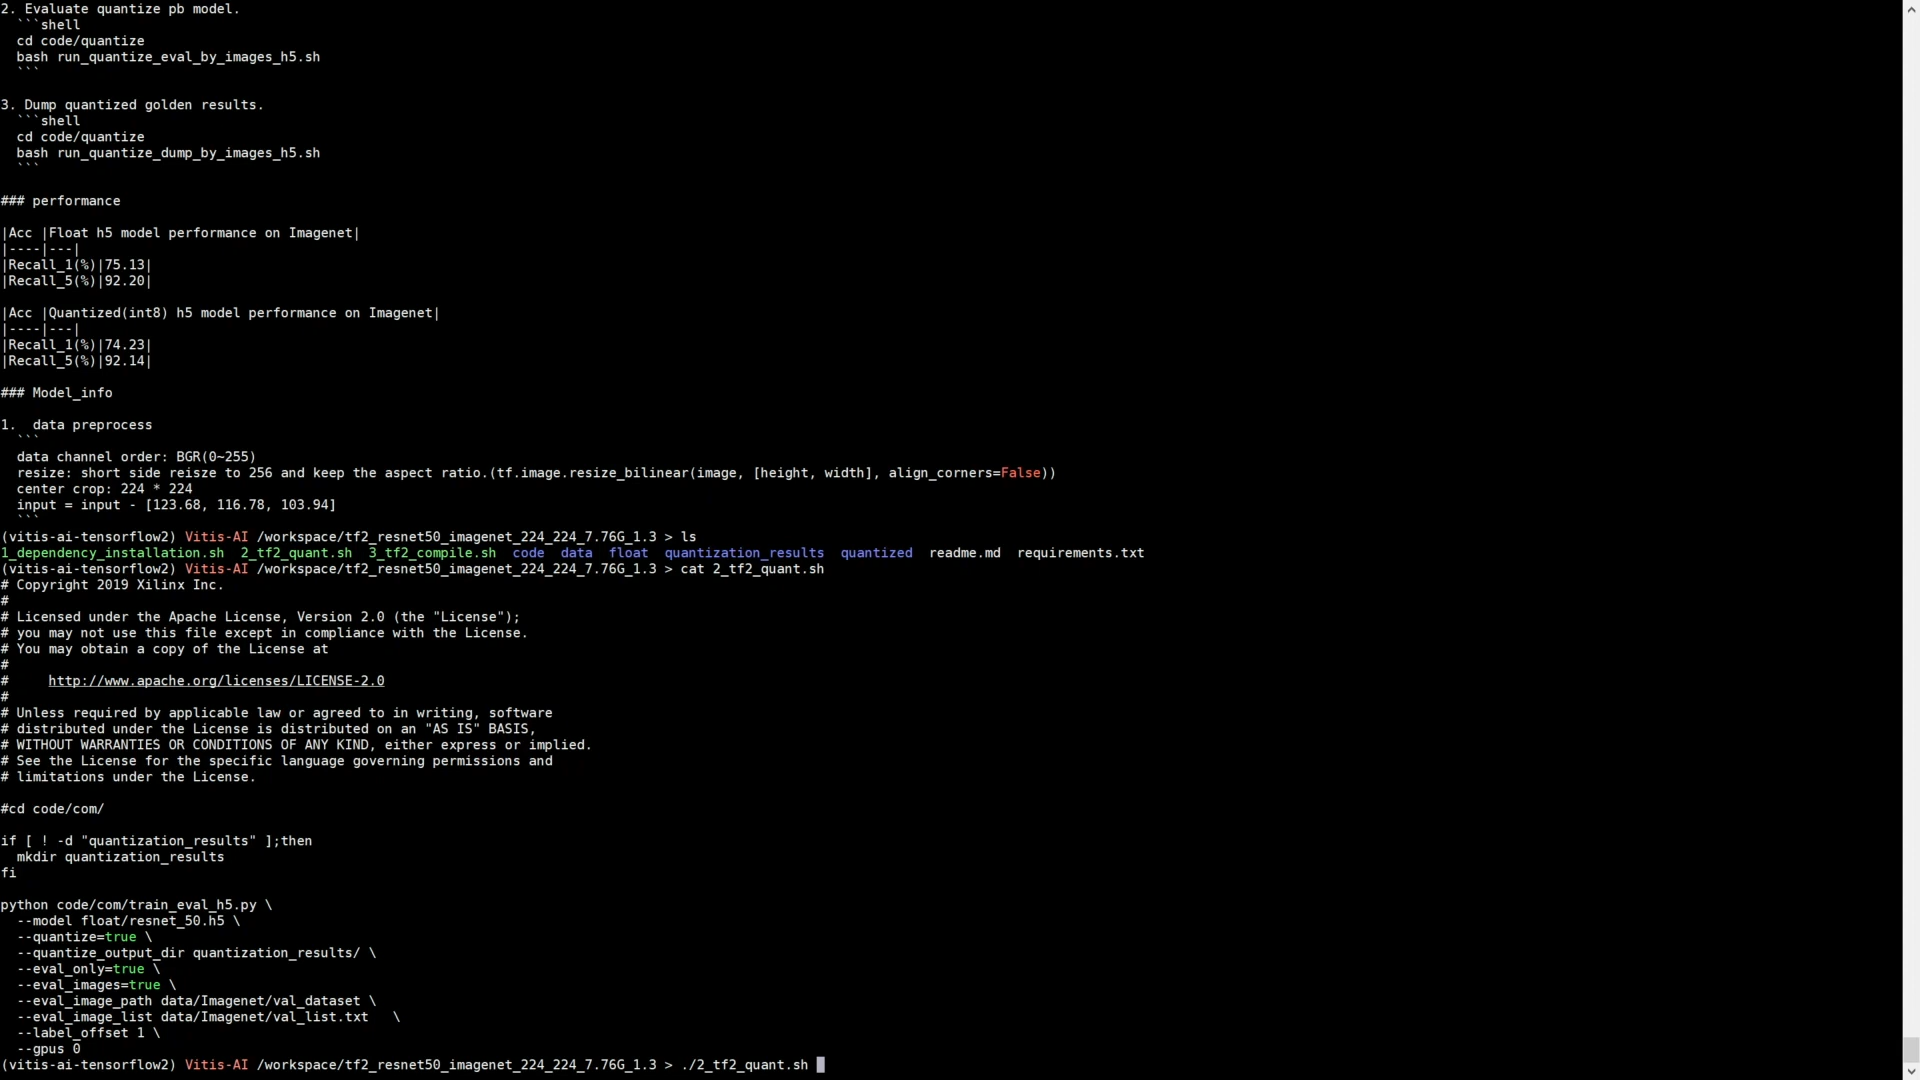 2. Evaluate quantize pb model.
```shell
cd code/quantize
bash run_quantize_eval_by_images_h5.sh
```
3. Dump quantized golden results.
```shell
cd code/quantize
bash run_quantize_dump_by_images_h5.sh
```
### performance
|Acc |Float h5 model performance on Imagenet|
|----|---|
|Recall_1(%)|75.13|
|Recall_5(%)|92.20|
|Acc |Quantized(int8) h5 model performance on Imagenet|
|----|---|
|Recall_1(%)|74.23|
|Recall_5(%)|92.14|
### Model_info
1.  data preprocess
```
data channel order: BGR(0~255)
resize: short side reisze to 256 and keep the aspect ratio.(tf.image.resize_bilinear(image, [height, width], align_corners=False))
center crop: 224 * 224
input = input - [123.68, 116.78, 103.94]
```
(vitis-ai-tensorflow2) Vitis-AI /workspace/tf2_resnet50_imagenet_224_224_7.76G_1.3 > ls
1_dependency_installation.sh  2_tf2_quant.sh  3_tf2_compile.sh  code  data  float  quantization_results  quantized  readme.md  requirements.txt
(vitis-ai-tensorflow2) Vitis-AI /workspace/tf2_resnet50_imagenet_224_224_7.76G_1.3 > cat 2_tf2_quant.sh
# Copyright 2019 Xilinx Inc.
#
# Licensed under the Apache License, Version 2.0 (the "License");
# you may not use this file except in compliance with the License.
# You may obtain a copy of the License at
#
#     http://www.apache.org/licenses/LICENSE-2.0
#
# Unless required by applicable law or agreed to in writing, software
# distributed under the License is distributed on an "AS IS" BASIS,
# WITHOUT WARRANTIES OR CONDITIONS OF ANY KIND, either express or implied.
# See the License for the specific language governing permissions and
# limitations under the License.
#cd code/com/
if [ ! -d "quantization_results" ];then
mkdir quantization_results
fi
python code/com/train_eval_h5.py \
--model float/resnet_50.h5 \
--quantize=true \
--quantize_output_dir quantization_results/ \
--eval_only=true \
--eval_images=true \
--eval_image_path data/Imagenet/val_dataset \
--eval_image_list data/Imagenet/val_list.txt   \
--label_offset 1 \
--gpus 0
(vitis-ai-tensorflow2) Vitis-AI /workspace/tf2_resnet50_imagenet_224_224_7.76G_1.3 > ./2_tf2_quant.sh